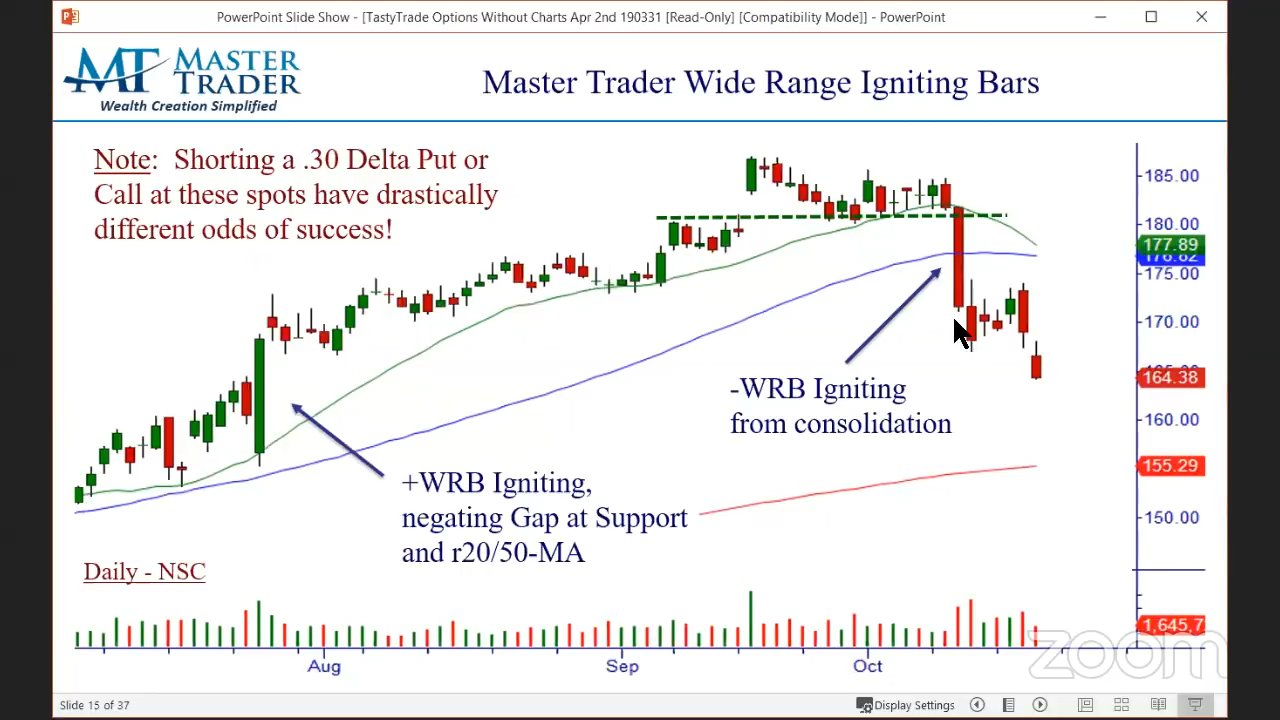 PowerPoint Slide Show - [TastyTrade Options Without Charts Apr 2nd 190331 [Read-Only] [Compatibility Mode]] - PowerPoint
MT MASTER TRADER
Wealth Creation Simplified
Master Trader Wide Range Igniting Bars
Note: Shorting a .30 Delta Put or
Call at these spots have drastically
different odds of success!
185.00
180.00
177.89
175.00
170.00
164.38
160.00
155.29
150.00
-WRB Igniting
from consolidation
+WRB Igniting,
negating Gap at Support
and r20/50-MA
Daily - NSC
1,645.7
Aug
Sep
Oct
zoom
Slide 15 of 37
Display Settings